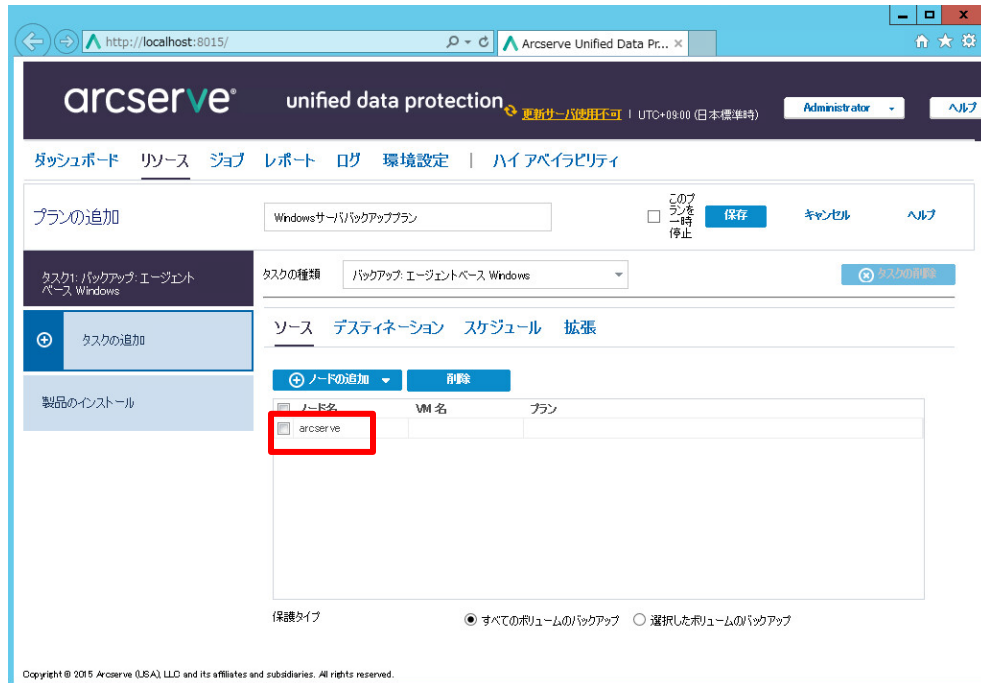 http://localhost:8015/
Arcserve Unified Data Pr...
arcserve® unified data protection 更新サーバ使用不可 | UTC+09:00 (日本標準時) Administrator ヘルプ
ダッシュボード リソース ジョブ レポート ログ 環境設定 | ハイ アベイラビリティ
プランの追加
Windowsサーババックアッププラン
このプ
ランを
一時
停止
保存 キャンセル ヘルプ
タスク1: バックアップ: エージェント
ベース Windows
タスクの種類 バックアップ: エージェントベース Windows タスクの削除
タスクの追加
製品のインストール
ソース デスティネーション スケジュール 拡張
ノードの追加 削除
ノード名 VM 名 プラン
arcserve
保護タイプ すべてのボリュームのバックアップ 選択したボリュームのバックアップ
Copyright © 2015 Arcserve (USA), LLC and its affiliates and subsidiaries. All rights reserved.